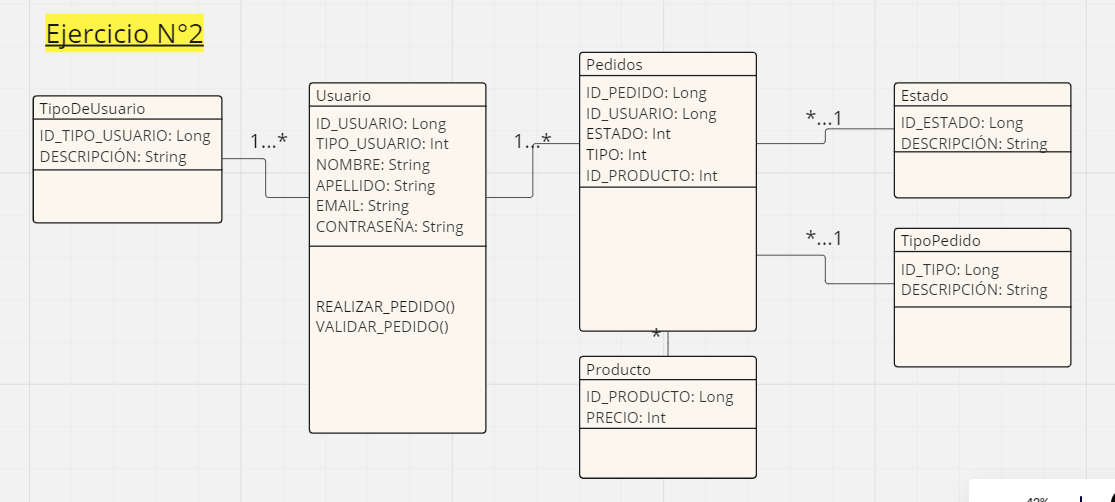 Ejercicio N°2
TipoDeUsuario
ID_TIPO_USUARIO: Long
DESCRIPCIÓN: String
1...*
Usuario
ID_USUARIO: Long
TIPO_USUARIO: Int
NOMBRE: String
APELLIDO: String
EMAIL: String
CONTRASEÑA: String
REALIZAR_PEDIDO()
VALIDAR_PEDIDO()
1...*
Pedidos
ID_PEDIDO: Long
ID_USUARIO: Long
ESTADO: Int
TIPO: Int
ID_PRODUCTO: Int
*...1
Estado
ID_ESTADO: Long
DESCRIPCIÓN: String
*...1
TipoPedido
ID_TIPO: Long
DESCRIPCIÓN: String
*
Producto
ID_PRODUCTO: Long
PRECIO: Int